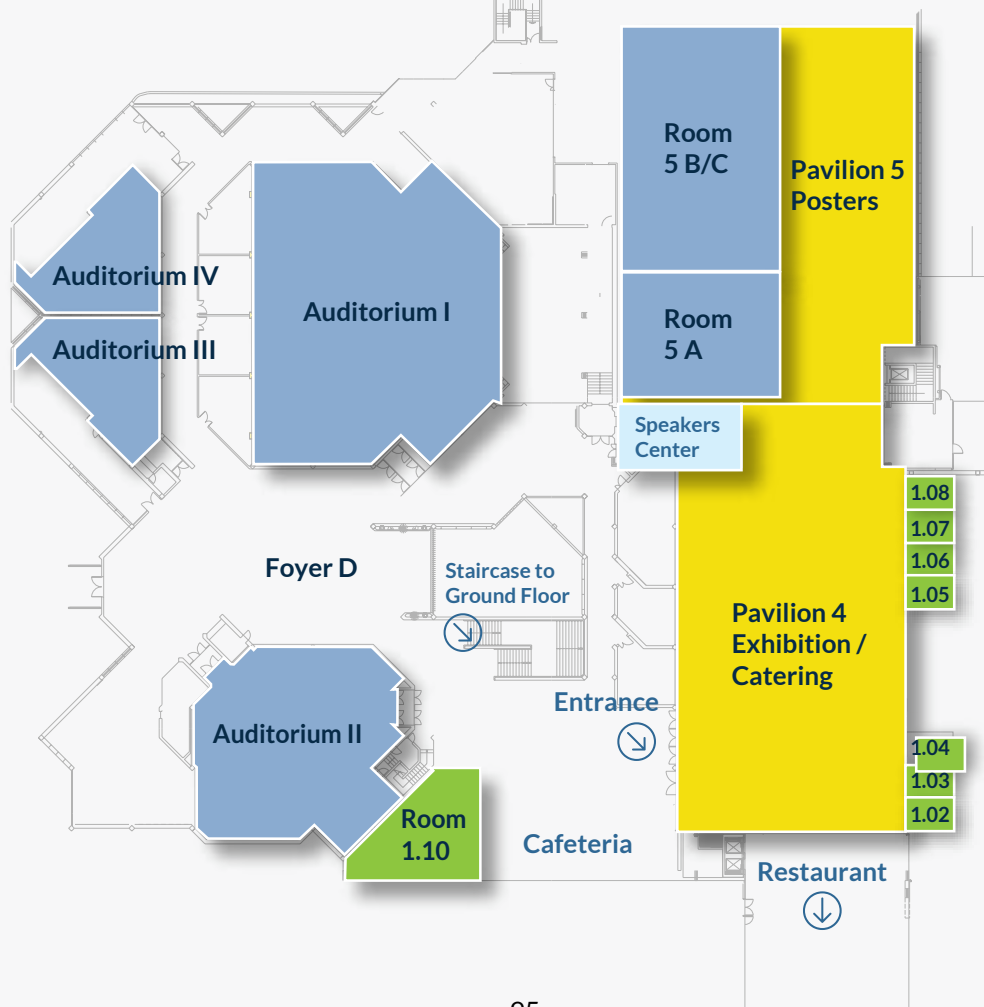 Room
5 B/C
Pavilion 5
Posters
Auditorium IV
Auditorium I
Room
5 A
Auditorium III
Speakers
Center
1.08
1.07
1.06
1.05
Foyer D
Staircase to
Ground Floor
Pavilion 4
Exhibition /
Catering
Entrance
Auditorium II
1.04
1.03
1.02
Room
1.10
Cafeteria
Restaurant